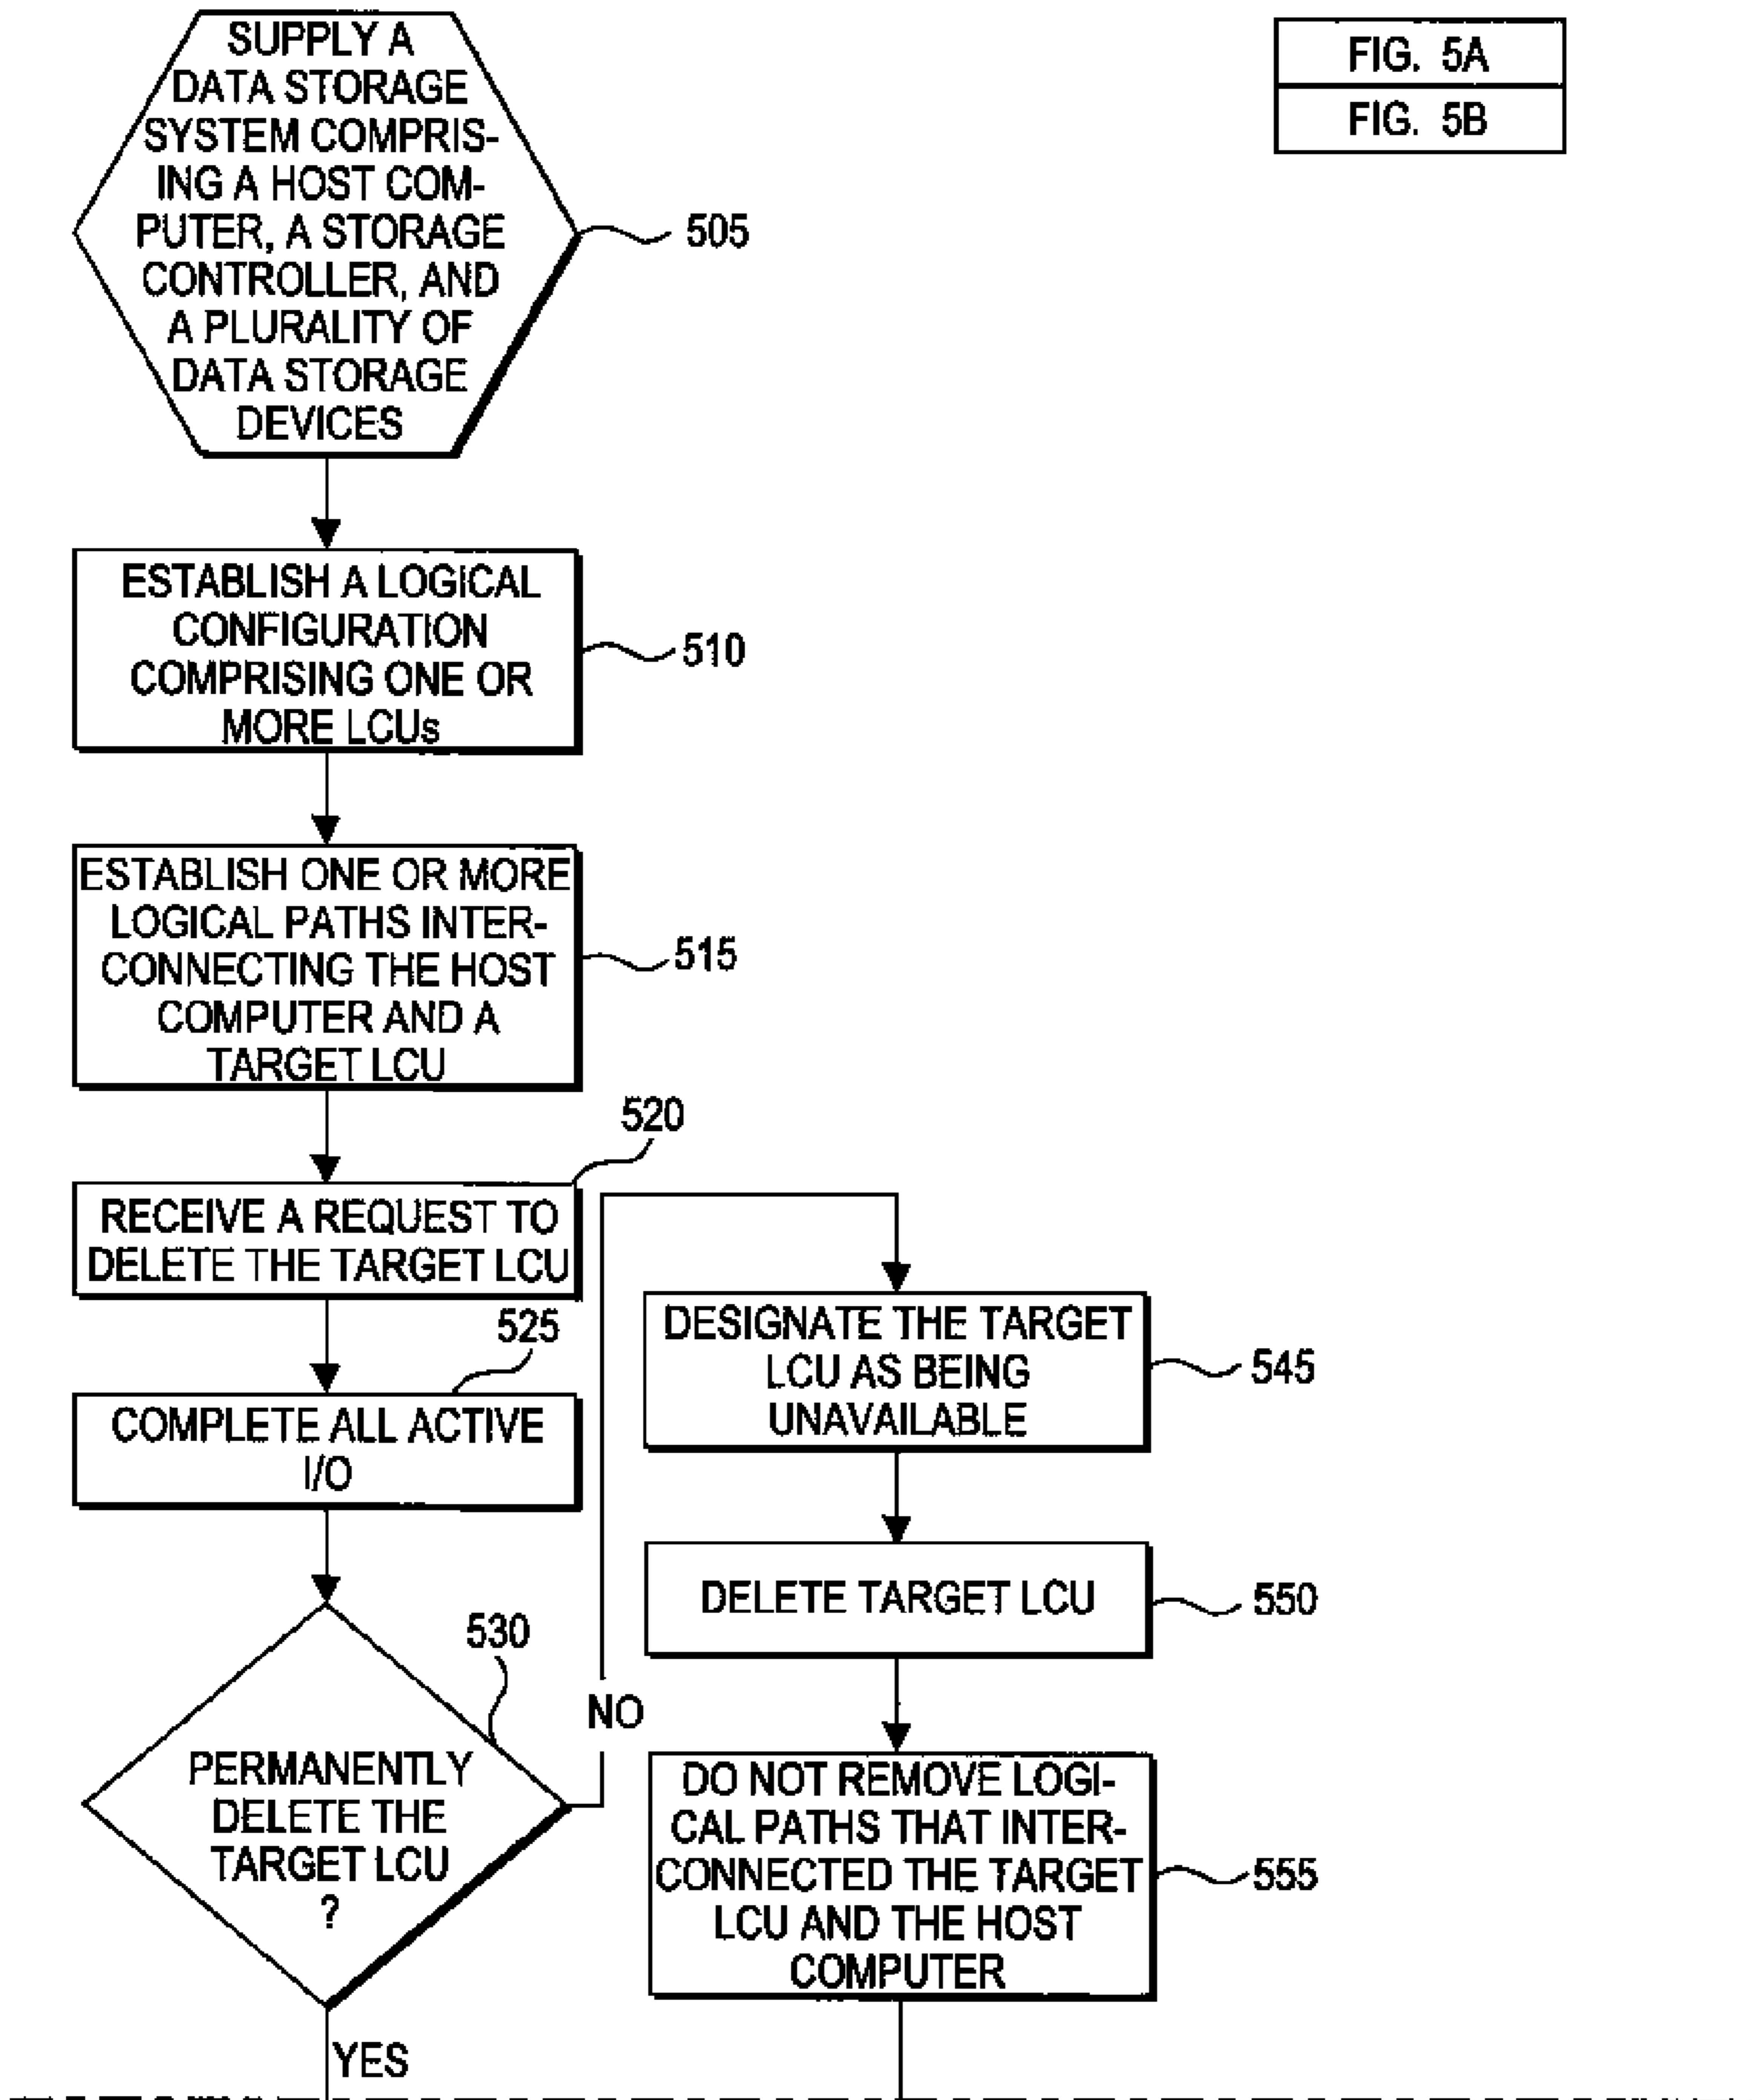 SUPPLY A
DATA STORAGE
SYSTEM COMPRIS-
ING A HOST COM-
PUTER, A STORAGE
CONTROLLER, AND
A PLURALITY OF
DATA STORAGE
DEVICES
505
FIG. 5A
FIG. 5B
ESTABLISH A LOGICAL
CONFIGURATION
COMPRISING ONE OR
MORE LCUs
510
ESTABLISH ONE OR MORE
LOGICAL PATHS INTER-
CONNECTING THE HOST
COMPUTER AND A
TARGET LCU
515
520
RECEIVE A REQUEST TO
DELETE THE TARGET LCU
525
COMPLETE ALL ACTIVE
I/O
530
PERMANENTLY
DELETE THE
TARGET LCU
?
NO
YES
DESIGNATE THE TARGET
LCU AS BEING
UNAVAILABLE
545
DELETE TARGET LCU
550
DO NOT REMOVE LOGI-
CAL PATHS THAT INTER-
CONNECTED THE TARGET
LCU AND THE HOST
COMPUTER
555